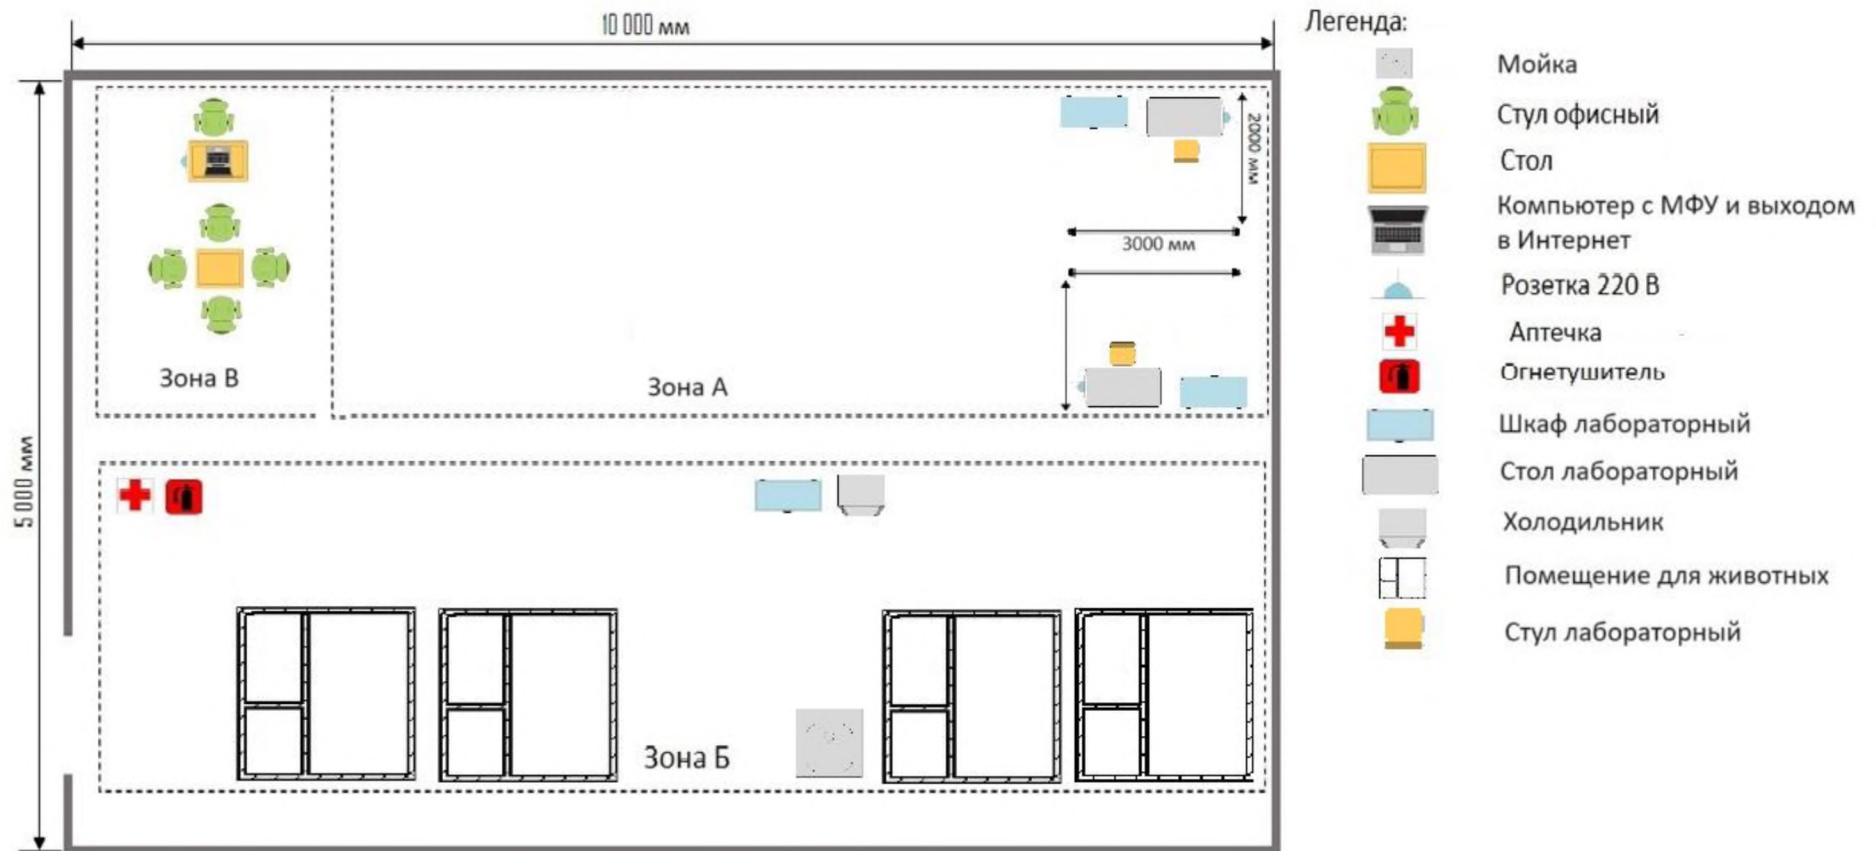 10 000 мм
5 000 мм
2000 мм
3000 мм
Зона В
Зона А
Зона Б
Легенда:
Мойка
Стул офисный
Стол
Компьютер с МФУ и выходом
в Интернет
Розетка 220 В
Аптечка
Огнетушитель
Шкаф лабораторный
Стол лабораторный
Холодильник
Помещение для животных
Стул лабораторный